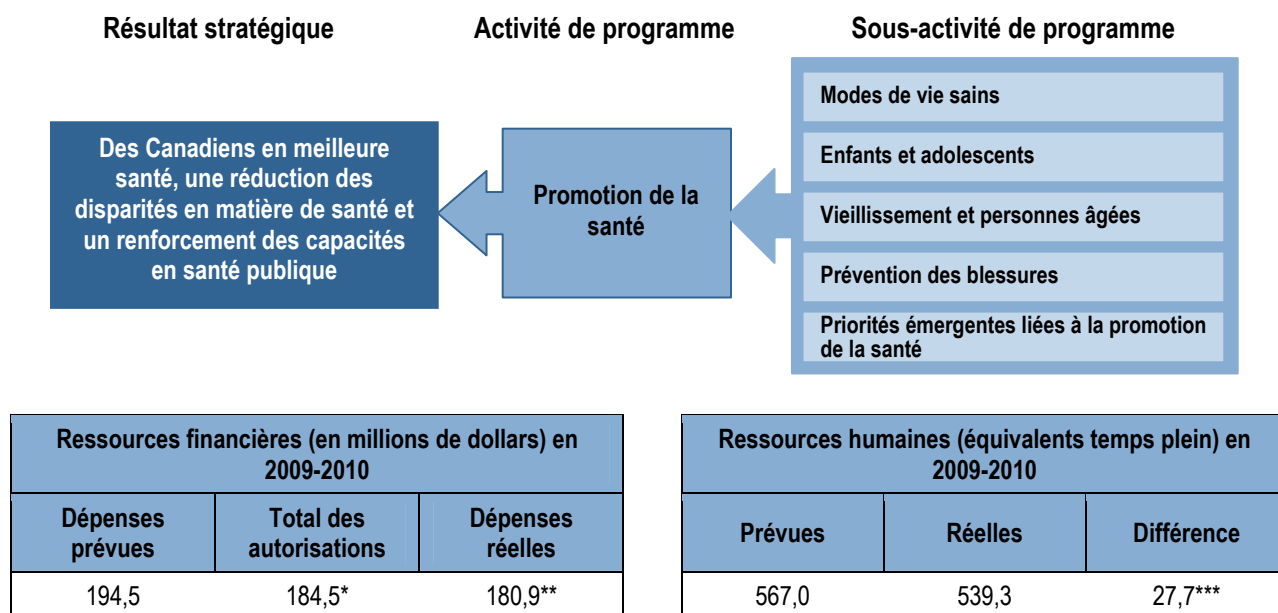 Résultat stratégique
Activité de programme
Sous-activité de programme
Des Canadiens en meilleure
santé, une réduction des
disparités en matière de santé et
un renforcement des capacités
en santé publique
Promotion de la
santé
Modes de vie sains
Enfants et adolescents
Vieillissement et personnes âgées
Prévention des blessures
Priorités émergentes liées à la promotion
de la santé
Ressources financières (en millions de dollars) en
2009-2010
Dépenses
prévues
Total des
autorisations
Dépenses
réelles
194,5
184,5*
180,9**
Ressources humaines (équivalents temps plein) en
2009-2010
Prévues
Réelles
Différence
567,0
539,3
27,7***